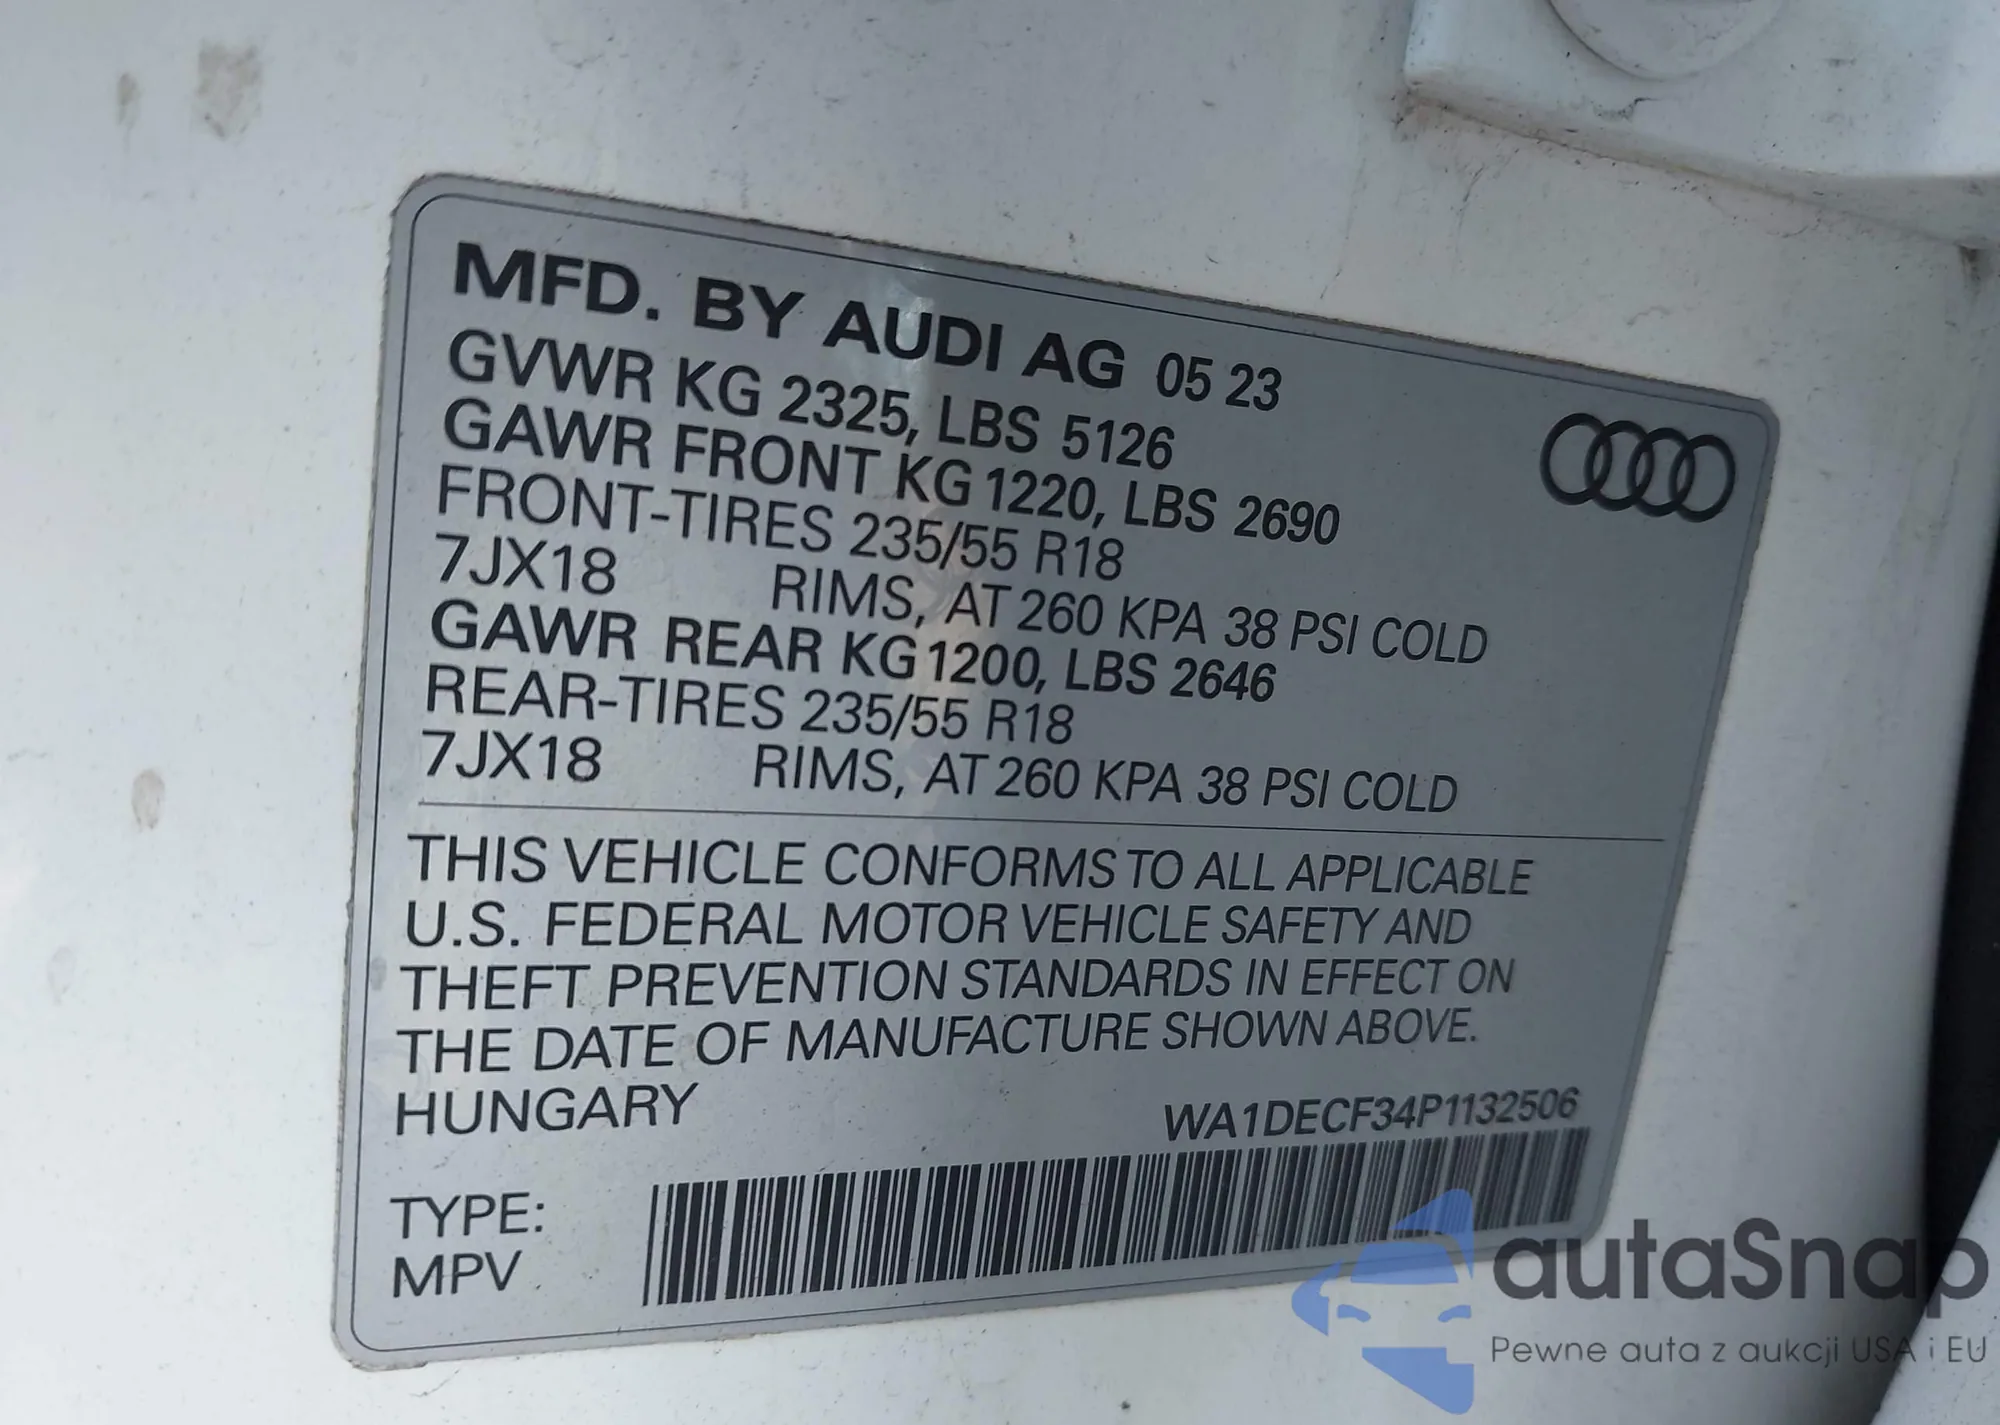 MFD. BY AUDI AG 05 23
GVWR KG 2325, LBS 5126
GAWR FRONT KG 1220, LBS 2690
FRONT-TIRES 235/55 R18
7JX18 RIMS, AT 260 KPA 38 PSI COLD
GAWR REAR KG 1200, LBS 2646
REAR-TIRES 235/55 R18
7JX18 RIMS, AT 260 KPA 38 PSI COLD
THIS VEHICLE CONFORMS TO ALL APPLICABLE
U.S. FEDERAL MOTOR VEHICLE SAFETY AND
THEFT PREVENTION STANDARDS IN EFFECT ON
THE DATE OF MANUFACTURE SHOWN ABOVE.
HUNGARY WA1DECF34P1132506
TYPE:
MPV
autaSnap
Pewne auta z aukcji USA i EU